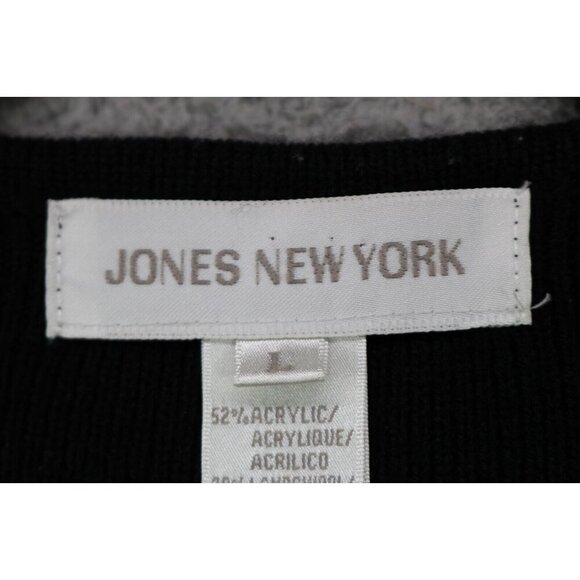 JONES NEW YORK
L
52% ACRYLIC/
ACRYLIQUE/
ACRILICO